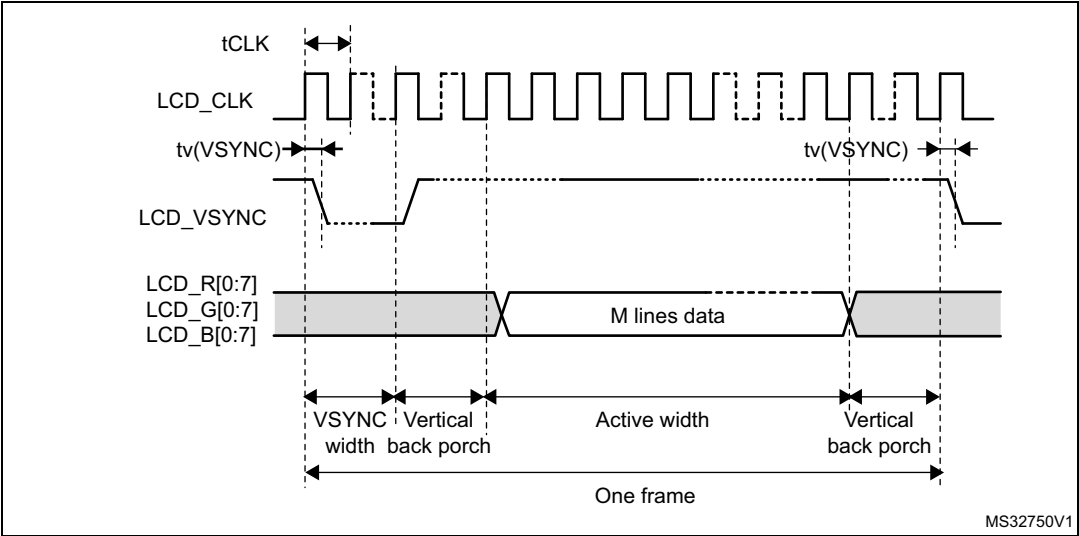 tCLK
LCD_CLK
tv(VSYNC)
tv(VSYNC)
LCD_VSYNC
LCD_R[0:7]
LCD_G[0:7]
LCD_B[0:7]
M lines data
VSYNC
width
Vertical
back porch
Active width
Vertical
back porch
One frame
MS32750V1